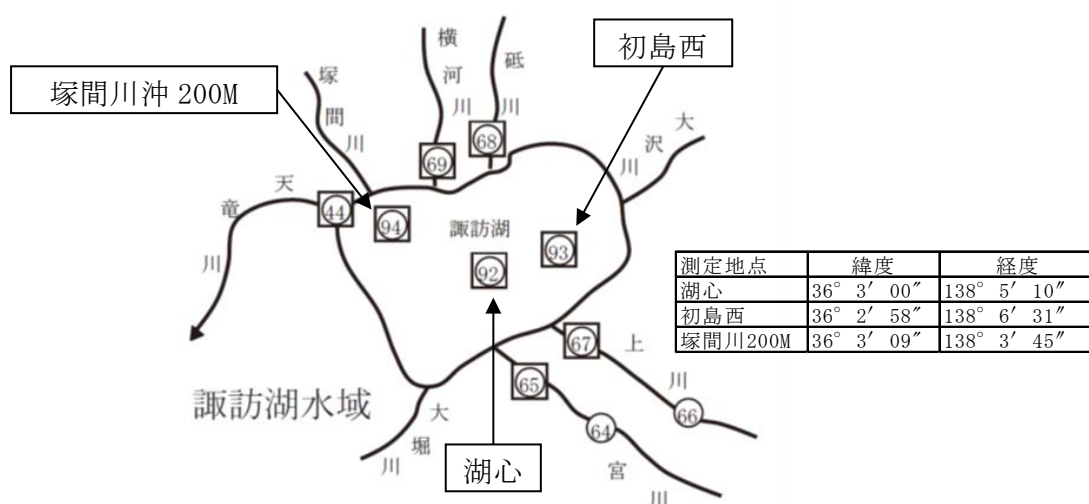 初島西
塚間川沖 200M
塚間川
横河川
砥川
大沢川
69
68
天竜川
44
94
諏訪湖
93
92
測定地点 緯度 経度
湖心 36° 3′ 00″ 138° 5′ 10″
初島西 36° 2′ 58″ 138° 6′ 31″
塚間川200M 36° 3′ 09″ 138° 3′ 45″
67
上川
65
66
64
宮川
諏訪湖水域
大堀川
湖心